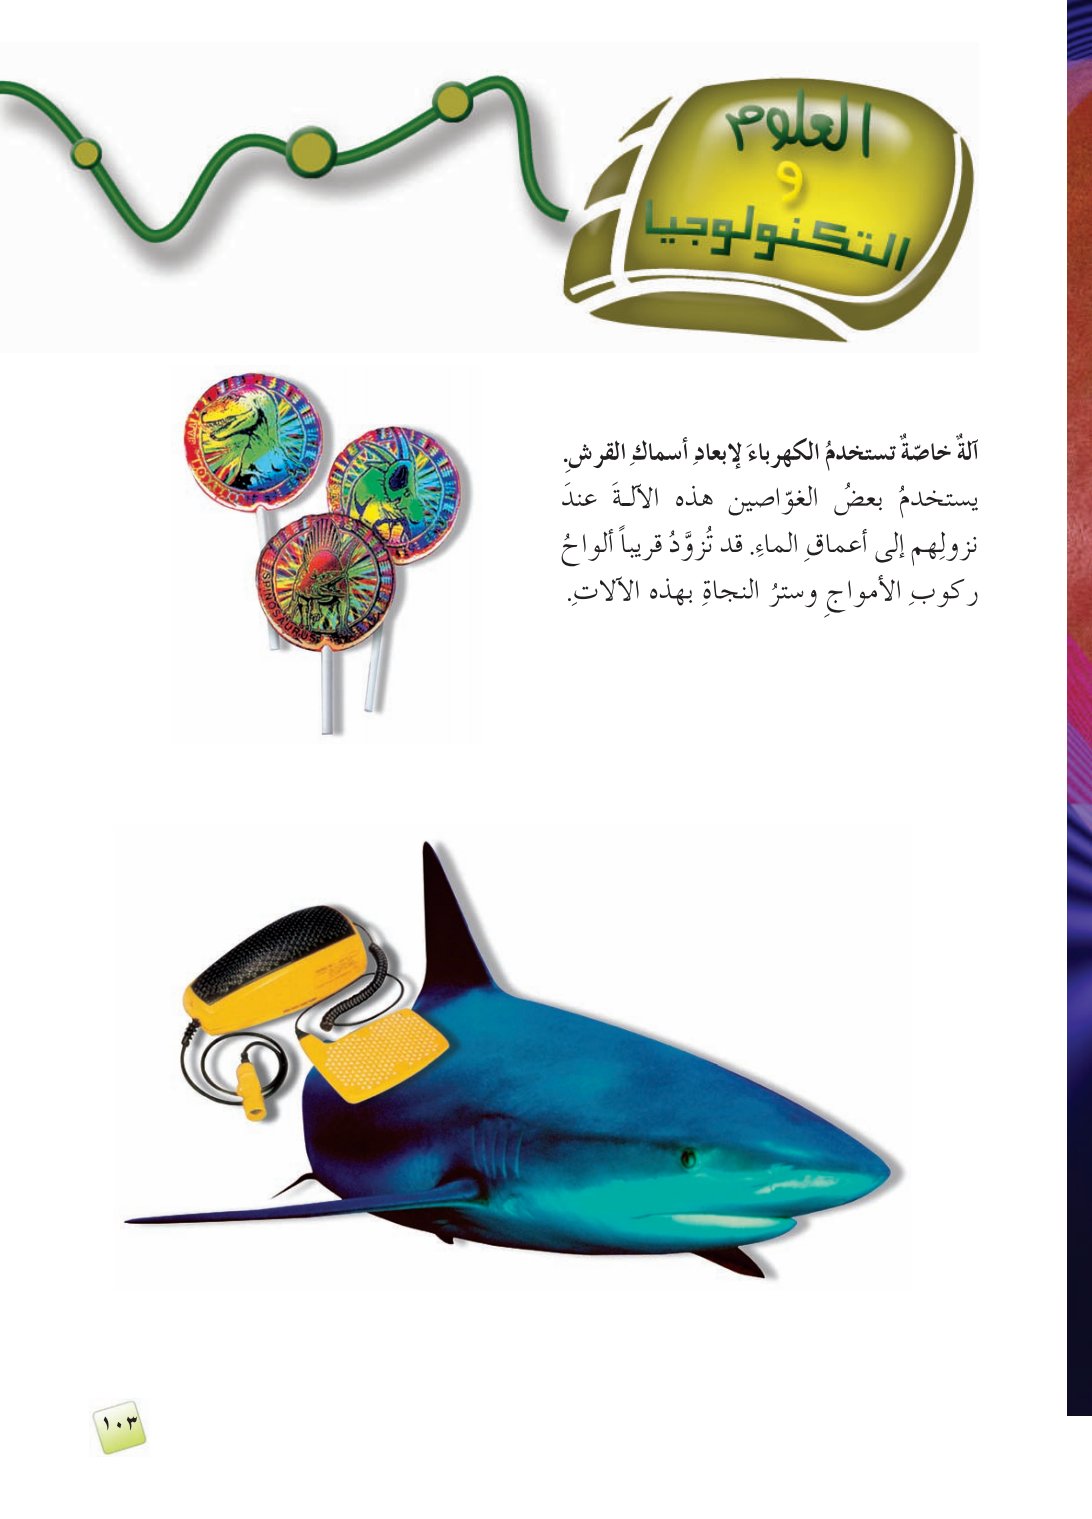 العلوم
و
التكنولوجيا
آلةٌ خاصّةٌ تستخدمُ الكهرباءَ لإبعادِ أسماكِ القرشِ.
يستخدمُ بعضُ الغوّاصين هذه الآلـةَ عندَ
نزولِهم إلى أعماقِ الماءِ. قد تُزوَّدُ قريباً ألواحُ
ركوبِ الأمواجِ وسترُ النجاةِ بهذه الآلاتِ.
SPINOSAURUS
١٠٣